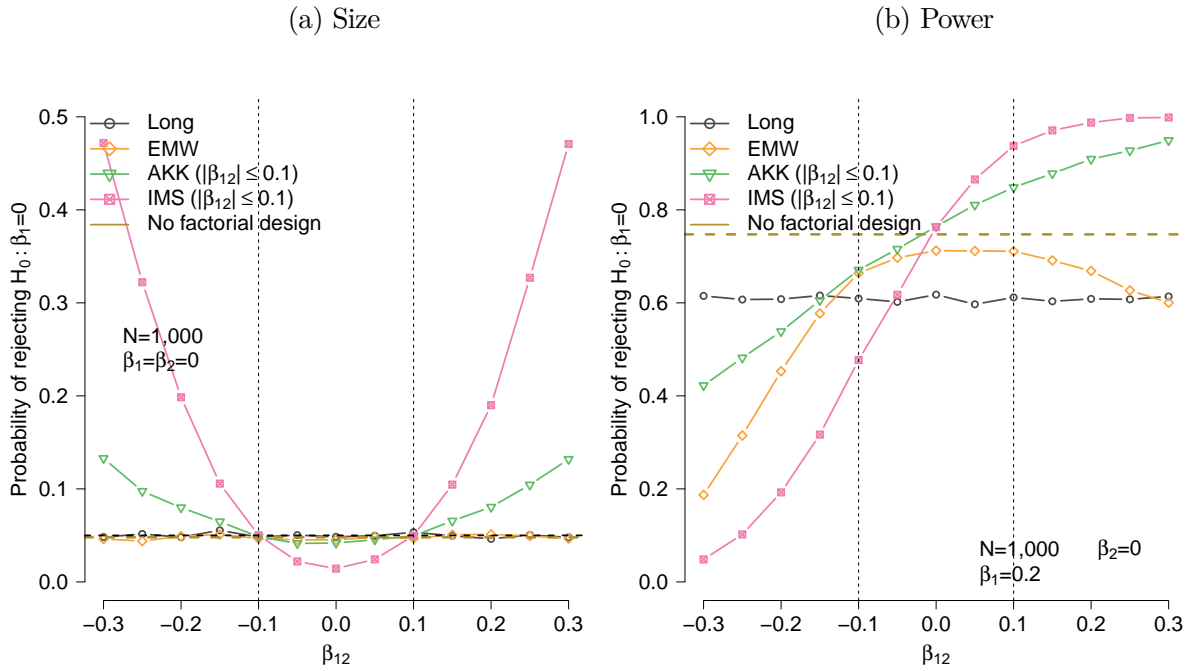 (a) Size
Probability of rejecting H₀: β₁=0
0.5
0.4
0.3
0.2
0.1
0.0
Long
EMW
AKK (|β₁₂| ≤ 0.1)
IMS (|β₁₂| ≤ 0.1)
No factorial design
N=1,000
β₁=β₂=0
−0.3 −0.2 −0.1 0.0 0.1 0.2 0.3
β₁₂
(b) Power
Probability of rejecting H₀: β₁=0
1.0
0.8
0.6
0.4
0.2
0.0
Long
EMW
AKK (|β₁₂| ≤ 0.1)
IMS (|β₁₂| ≤ 0.1)
No factorial design
N=1,000 β₂=0
β₁=0.2
−0.3 −0.2 −0.1 0.0 0.1 0.2 0.3
β₁₂